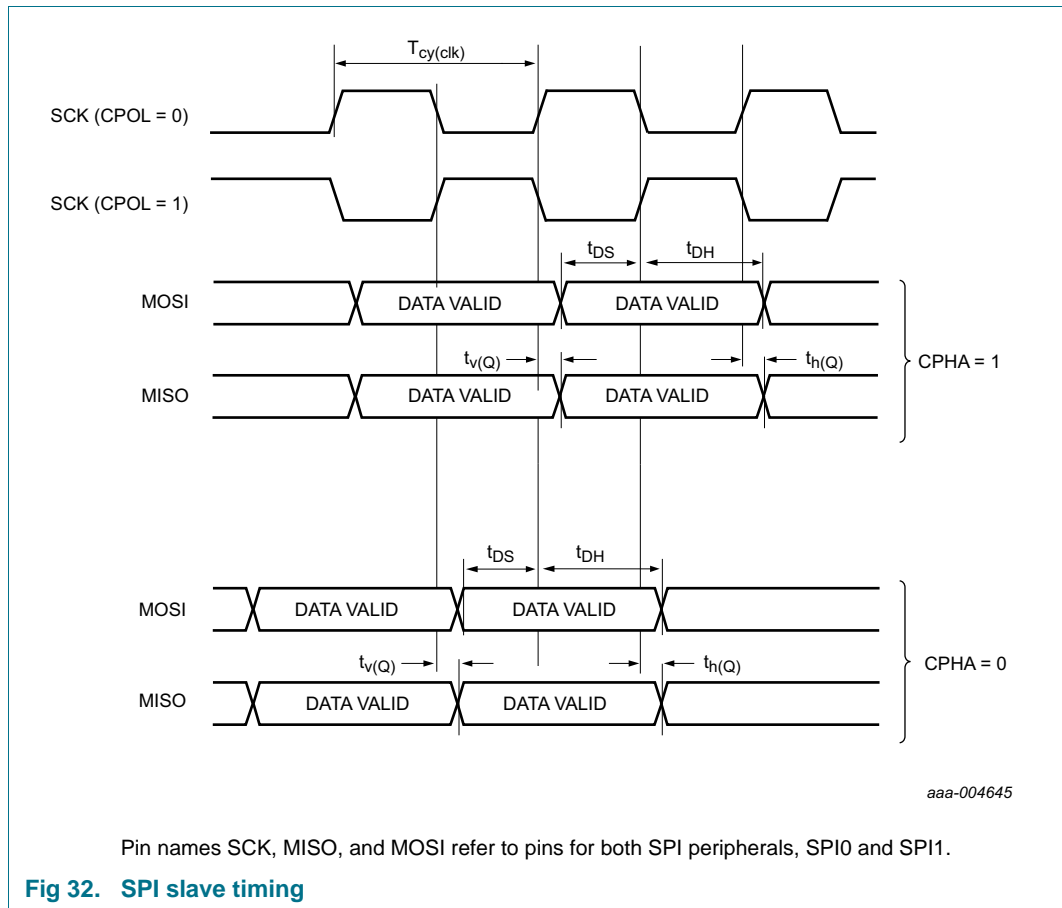 Tcy(clk)
SCK (CPOL = 0)
SCK (CPOL = 1)
tDS tDH
MOSI DATA VALID DATA VALID
tv(Q) th(Q)
CPHA = 1
MISO DATA VALID DATA VALID
tDS tDH
MOSI DATA VALID DATA VALID
tv(Q) th(Q)
CPHA = 0
MISO DATA VALID DATA VALID
aaa-004645
Pin names SCK, MISO, and MOSI refer to pins for both SPI peripherals, SPI0 and SPI1.
Fig 32. SPI slave timing